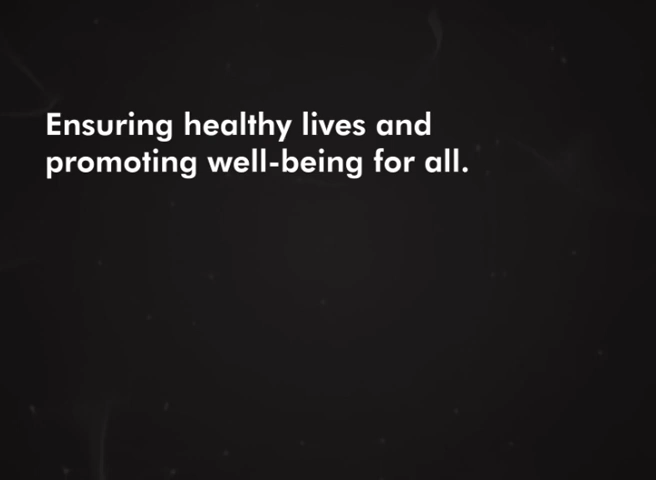 Ensuring healthy lives and
promoting well-being for all.